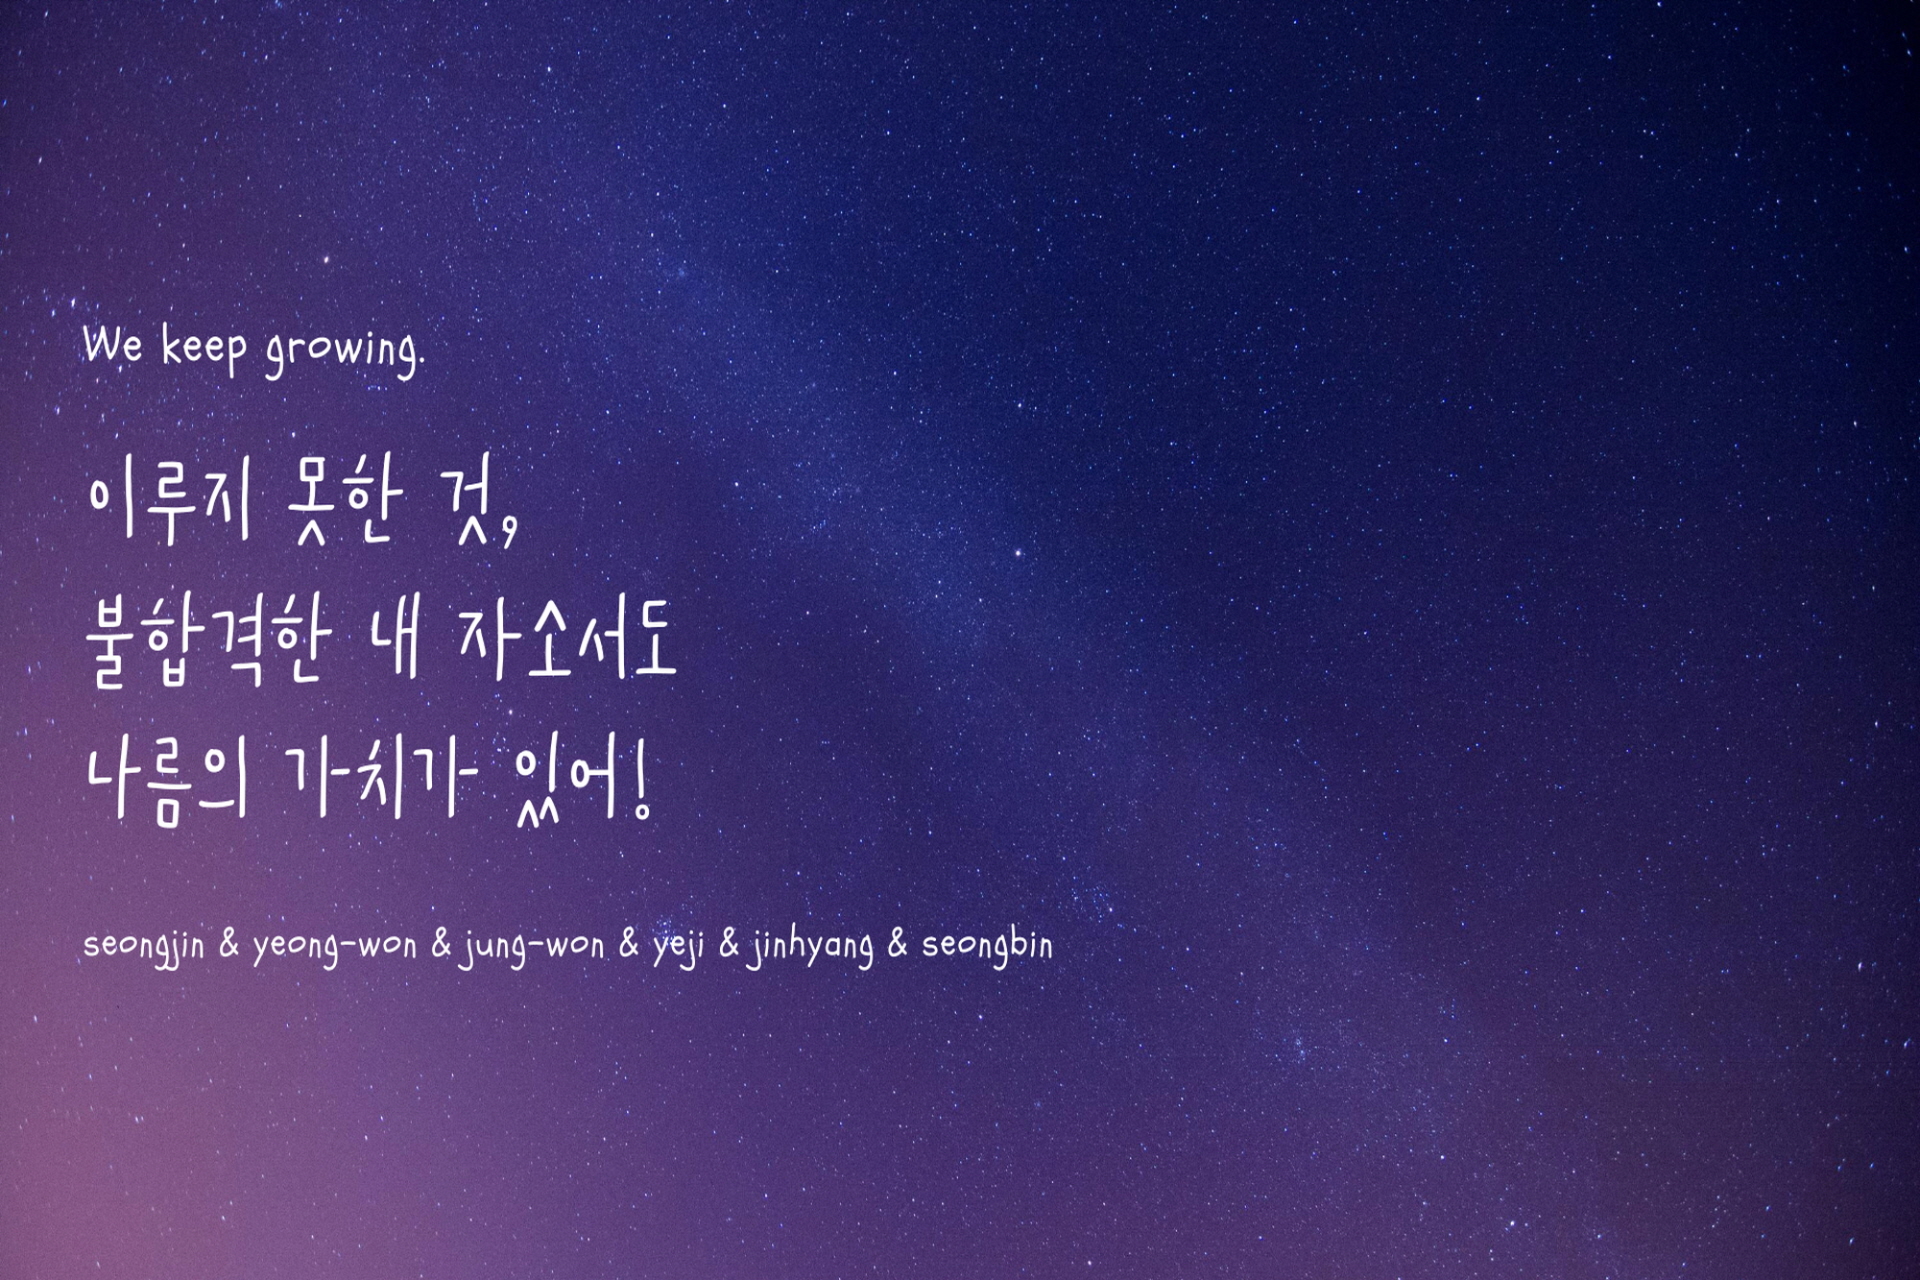 We keep growing.
이루지 못한 것,
불합격한 내 자소서도
나름의 가치가 있어!
seongjin & yeong-won & jung-won & yeji & jinhyang & seongbin